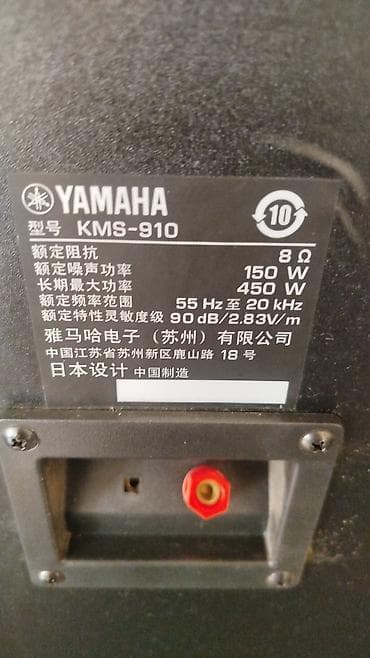 YAMAHA
10
型号 KMS-910
额定阻抗 8 Ω
额定噪声功率 150 W
长期最大功率 450 W
额定频率范围 55 Hz 至 20 kHz
额定特性灵敏度级 90 dB/2.83V/m
雅马哈电子（苏州）有限公司
中国江苏省苏州新区鹿山路 18 号
日本设计 中国制造